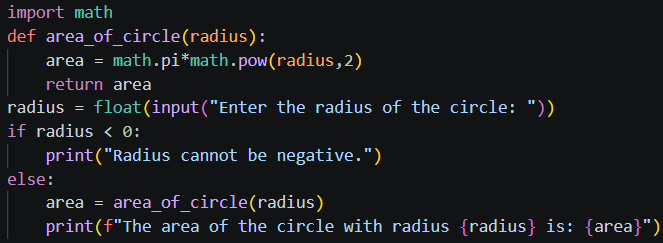 import math
def area_of_circle(radius):
    area = math.pi*math.pow(radius,2)
    return area
radius = float(input("Enter the radius of the circle: "))
if radius < 0:
    print("Radius cannot be negative.")
else:
    area = area_of_circle(radius)
    print(f"The area of the circle with radius {radius} is: {area}")